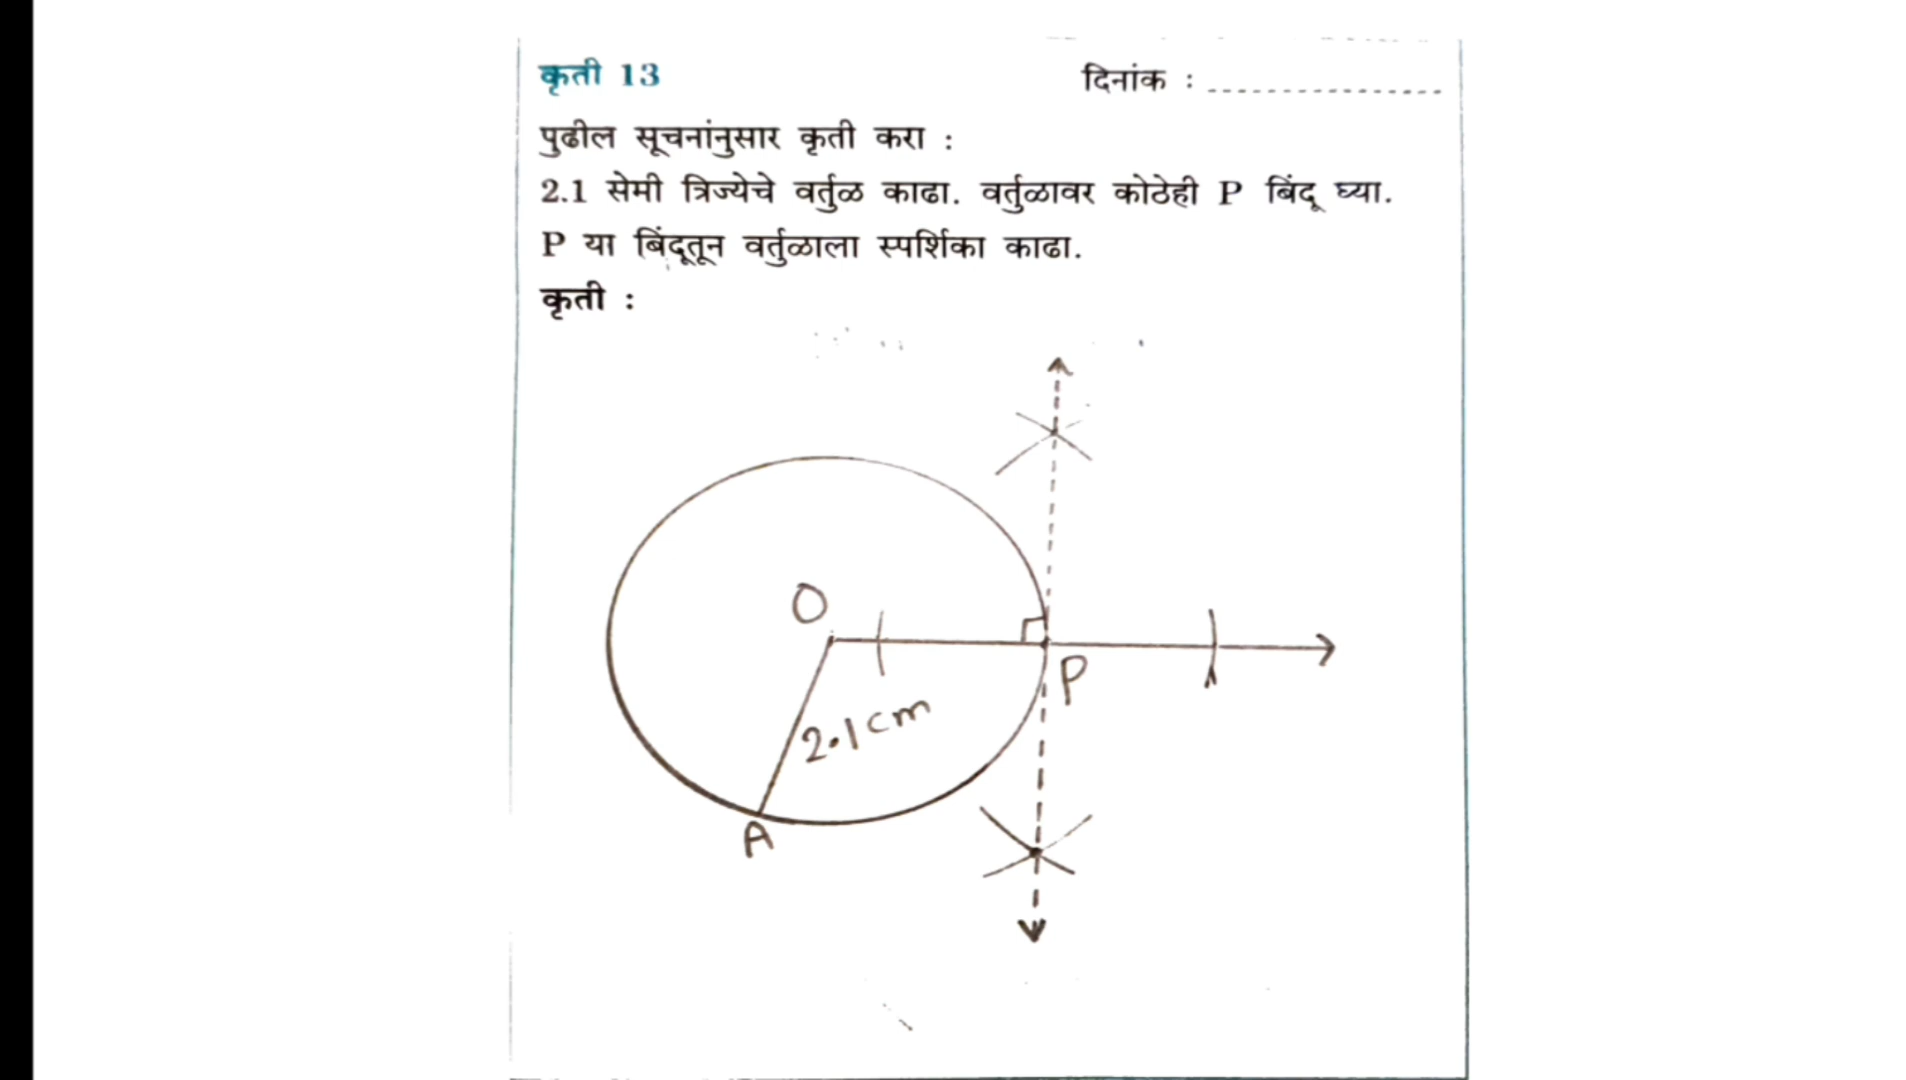 कृती 13 दिनांक : ................
पुढील सूचनांनुसार कृती करा :
2.1 सेमी त्रिज्येचे वर्तुळ काढा. वर्तुळावर कोठेही P बिंदू घ्या.
P या बिंदूतून वर्तुळाला स्पर्शिका काढा.
कृती :
O
P
2.1cm
A